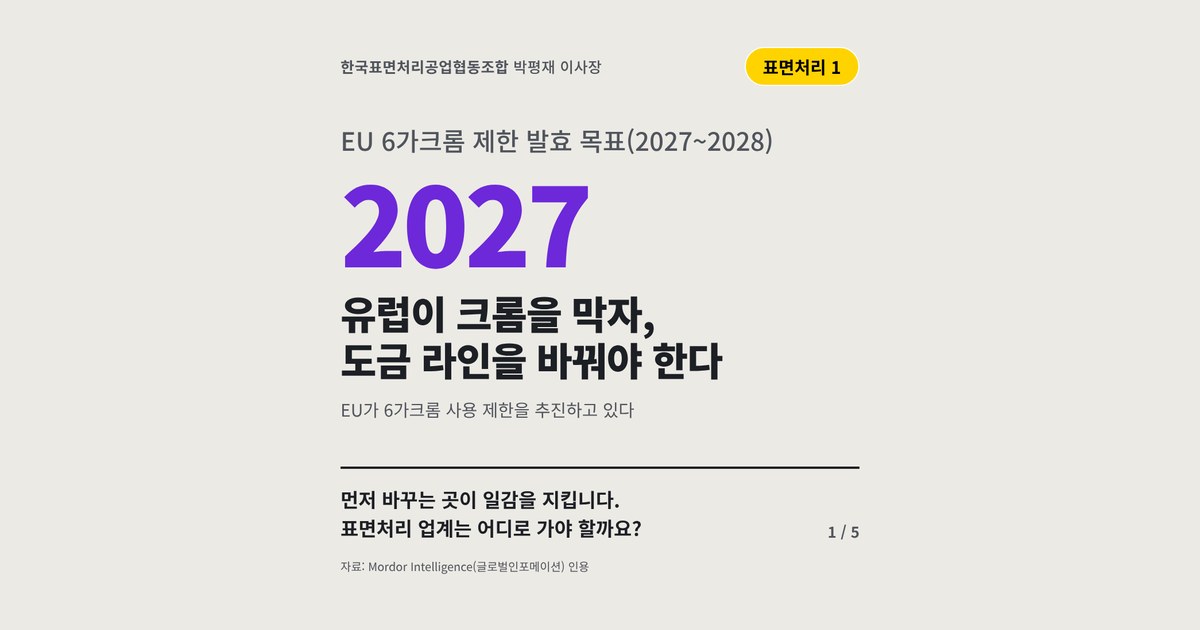 한국표면처리공업협동조합 박평재 이사장
표면처리 1
EU 6가크롬 제한 발효 목표(2027~2028)
2027
유럽이 크롬을 막자,
도금 라인을 바꿔야 한다
EU가 6가크롬 사용 제한을 추진하고 있다
먼저 바꾸는 곳이 일감을 지킵니다.
표면처리 업계는 어디로 가야 할까요?
1 / 5
자료: Mordor Intelligence(글로벌인포메이션) 인용